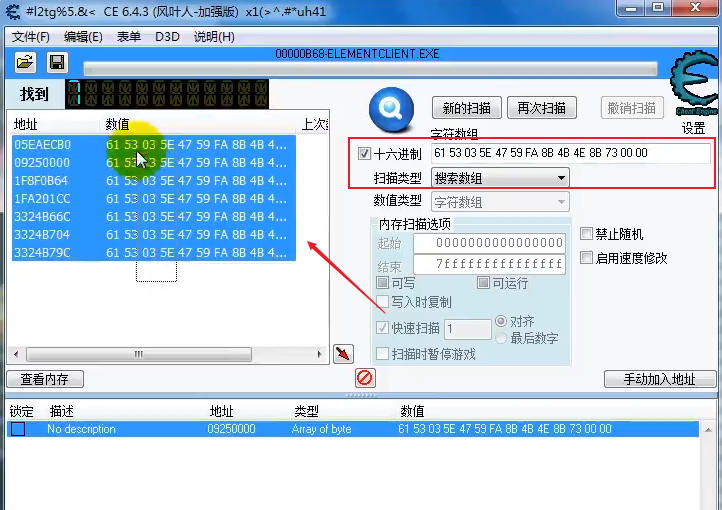 #l2tg%5.&<  CE 6.4.3 (风叶人-加强版)  x1(>^.#*uh41
文件(F)  编辑(E)  表单  D3D  说明(H)
00000B68-ELEMENTCLIENT.EXE
找到 7
新的扫描  再次扫描  撤销扫描
Cheat Engine
设置
地址  数值  上次
05EAECB0  61 53 03 5E 47 59 FA 8B 4B 4...
09250000  61 53 03 5E 47 59 FA 8B 4B 4...
1F8F0B64  61 53 03 5E 47 59 FA 8B 4B 4...
1FA201CC  61 53 03 5E 47 59 FA 8B 4B 4...
3324B66C  61 53 03 5E 47 59 FA 8B 4B 4...
3324B704  61 53 03 5E 47 59 FA 8B 4B 4...
3324B79C  61 53 03 5E 47 59 FA 8B 4B 4...
字符数组
十六进制  61 53 03 5E 47 59 FA 8B 4B 4E 8B 73 00 00
扫描类型  搜索数组
数值类型  字符数组
内存扫描选项
起始  0000000000000000
结束  7fffffffffffffff
可写  可运行
写入时复制
快速扫描  1  对齐
最后数字
扫描时暂停游戏
禁止随机
启用速度修改
查看内存
手动加入地址
锁定  描述  地址  类型  数值
No description  09250000  Array of byte  61 53 03 5E 47 59 FA 8B 4B 4E 8B 73 00 00